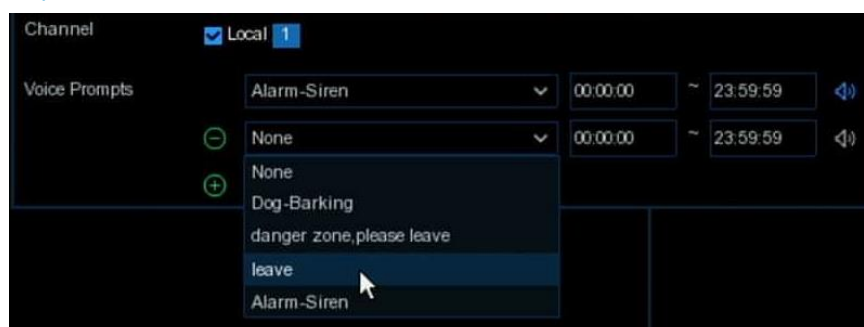 Channel Local 1
Voice Prompts Alarm-Siren 00:00:00 ~ 23:59:59
None 00:00:00 ~ 23:59:59
None
Dog-Barking
danger zone,please leave
leave
Alarm-Siren